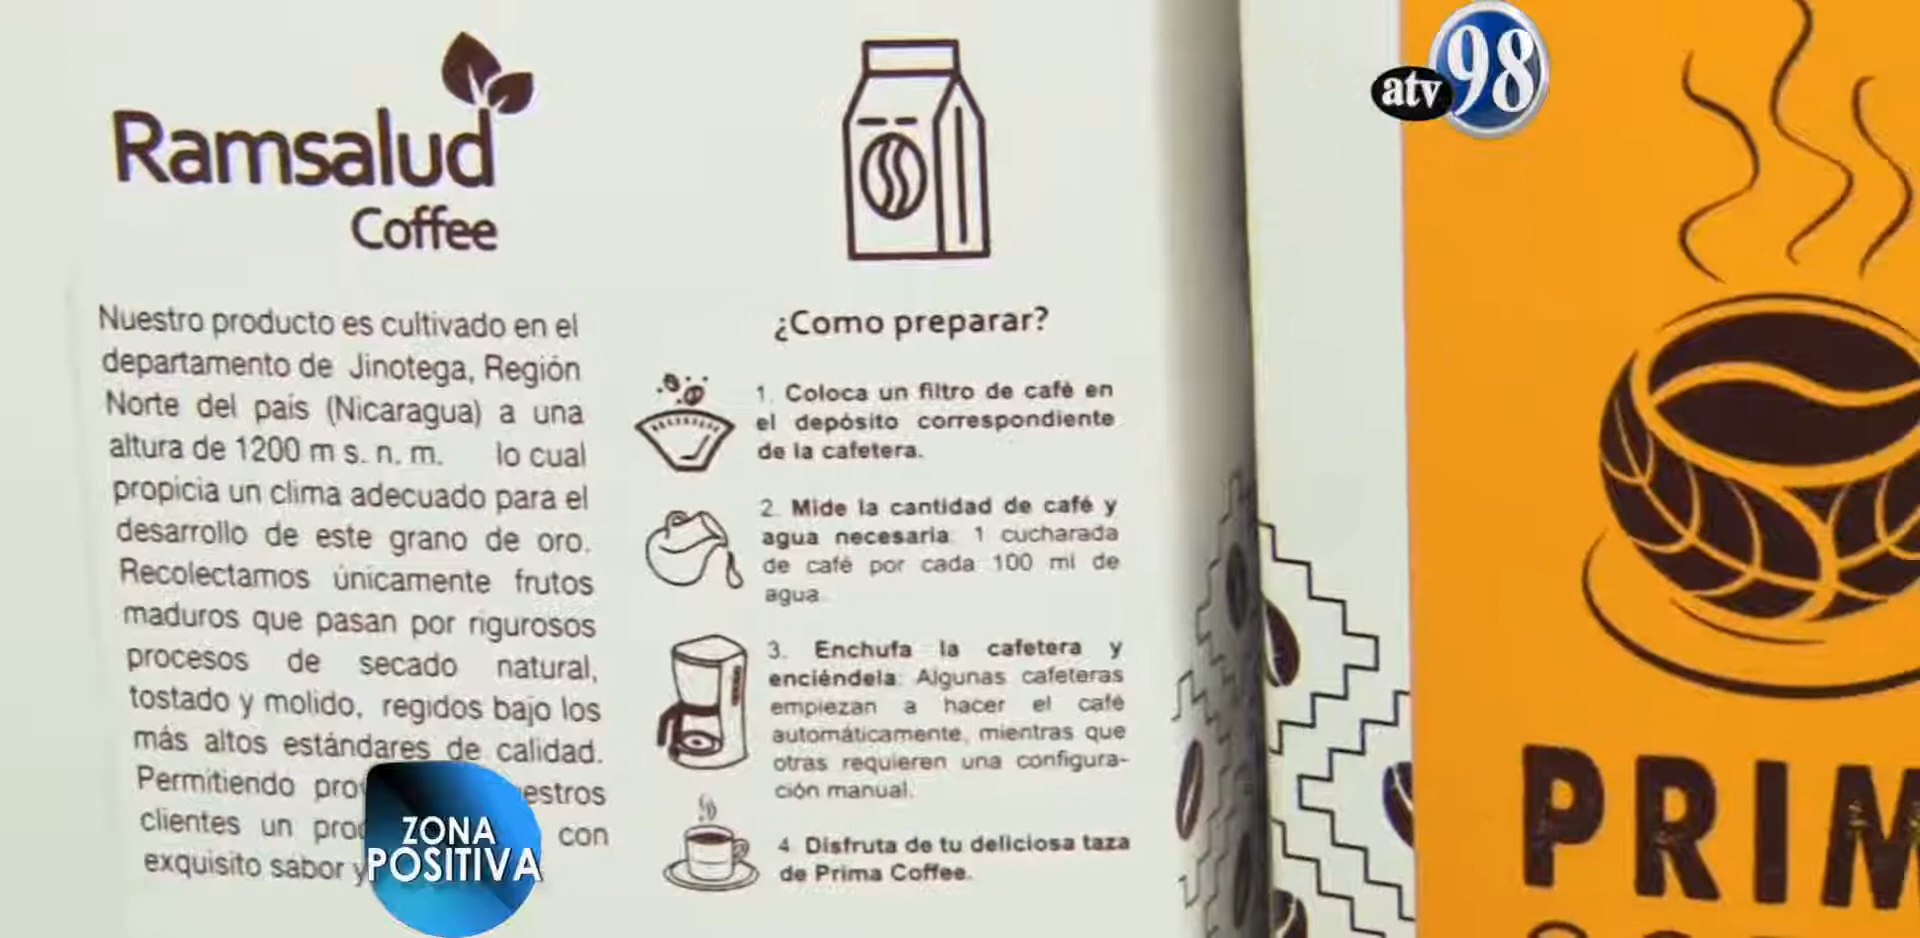 Ramsalud
Coffee
Nuestro producto es cultivado en el
departamento de Jinotega, Región
Norte del país (Nicaragua) a una
altura de 1200 m s. n. m. lo cual
propicia un clima adecuado para el
desarrollo de este grano de oro.
Recolectamos únicamente frutos
maduros que pasan por rigurosos
procesos de secado natural,
tostado y molido, regidos bajo los
más altos estándares de calidad.
Permitiendo
clientes un con
exquisito sabor y
¿Como preparar?
1. Coloca un filtro de café en
el depósito correspondiente
de la cafetera.
2. Mide la cantidad de café y
agua necesaria: 1 cucharada
de café por cada 100 ml de
agua.
3. Enchufa la cafetera y
enciéndela: Algunas cafeteras
empiezan a hacer el café
automáticamente, mientras que
otras requieren una configura-
ción manual.
4. Disfruta de tu deliciosa taza
de Prima Coffee.
atv 98
PRIM
ZONA
POSITIVA